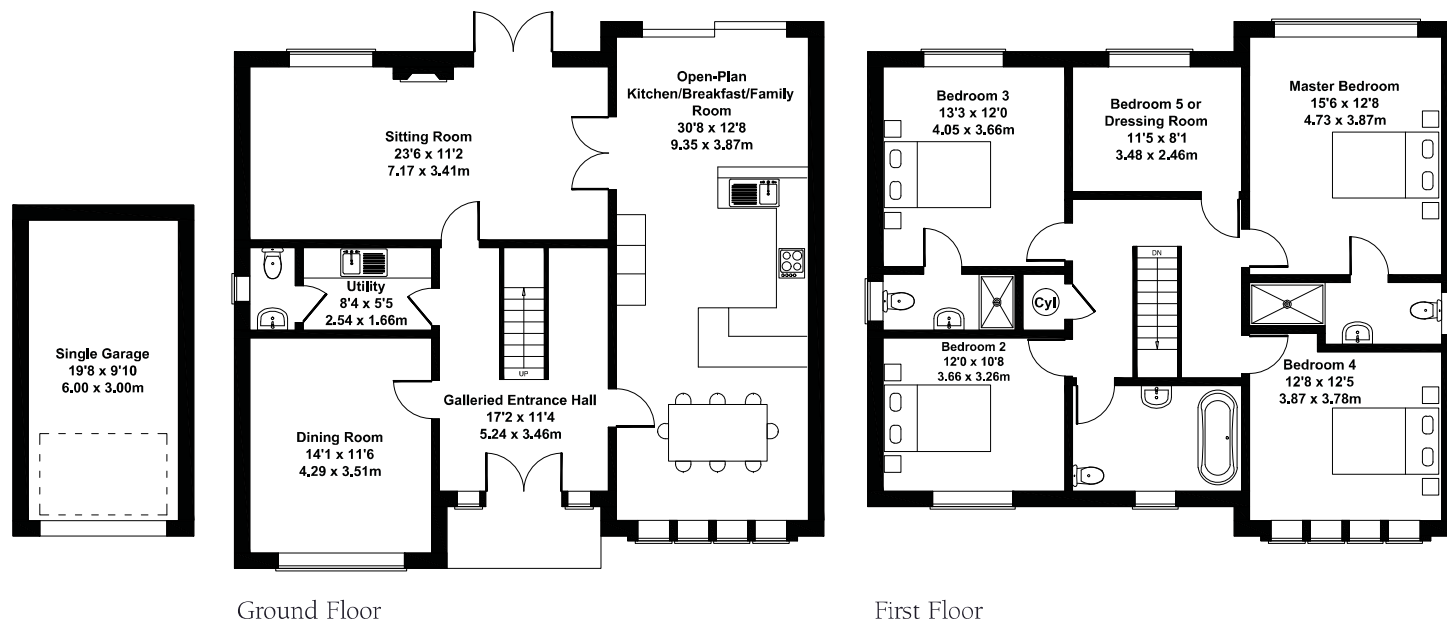 Open-Plan
Kitchen/Breakfast/Family
Room
30'8 x 12'8
9.35 x 3.87m
Sitting Room
23'6 x 11'2
7.17 x 3.41m
Utility
8'4 x 5'5
2.54 x 1.66m
Single Garage
19'8 x 9'10
6.00 x 3.00m
UP
Galleried Entrance Hall
17'2 x 11'4
5.24 x 3.46m
Dining Room
14'1 x 11'6
4.29 x 3.51m
Ground Floor
Bedroom 3
13'3 x 12'0
4.05 x 3.66m
Bedroom 5 or
Dressing Room
11'5 x 8'1
3.48 x 2.46m
Master Bedroom
15'6 x 12'8
4.73 x 3.87m
DN
Cyl
Bedroom 2
12'0 x 10'8
3.66 x 3.26m
Bedroom 4
12'8 x 12'5
3.87 x 3.78m
First Floor